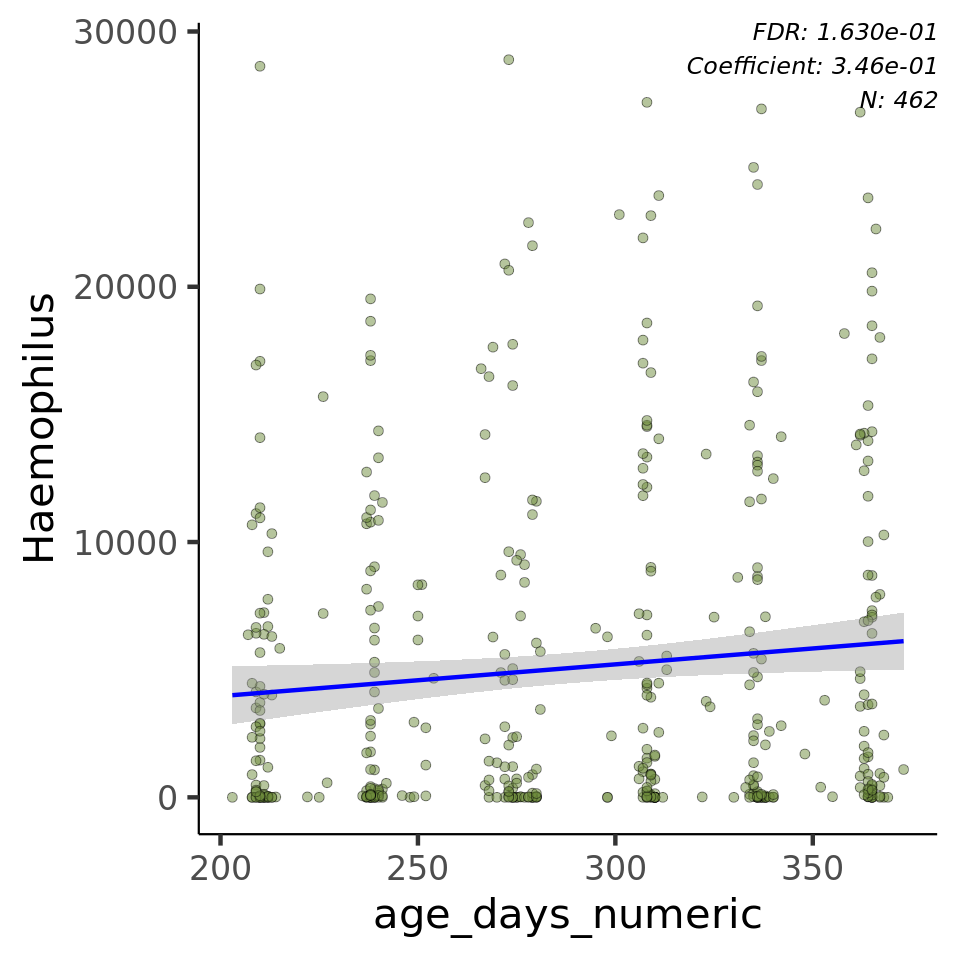 FDR: 1.630e-01
Coefficient: 3.46e-01
N: 462
30000
20000
10000
0
Haemophilus
200 250 300 350
age_days_numeric